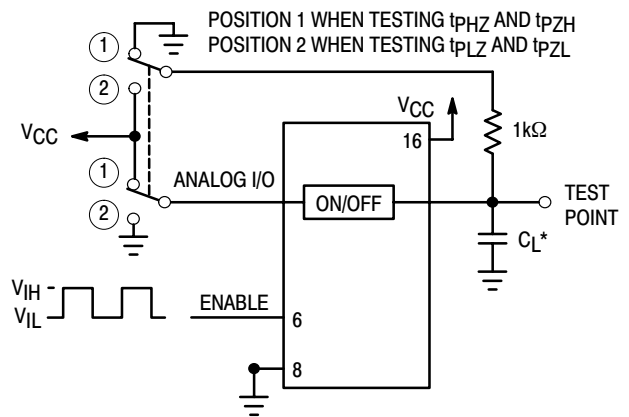 POSITION 1 WHEN TESTING tPHZ AND tPZH
POSITION 2 WHEN TESTING tPLZ AND tPZL
1
2
VCC
VCC
16
1kΩ
1
2
ANALOG I/O
ON/OFF
TEST
POINT
CL*
VIH
VIL
ENABLE
6
8